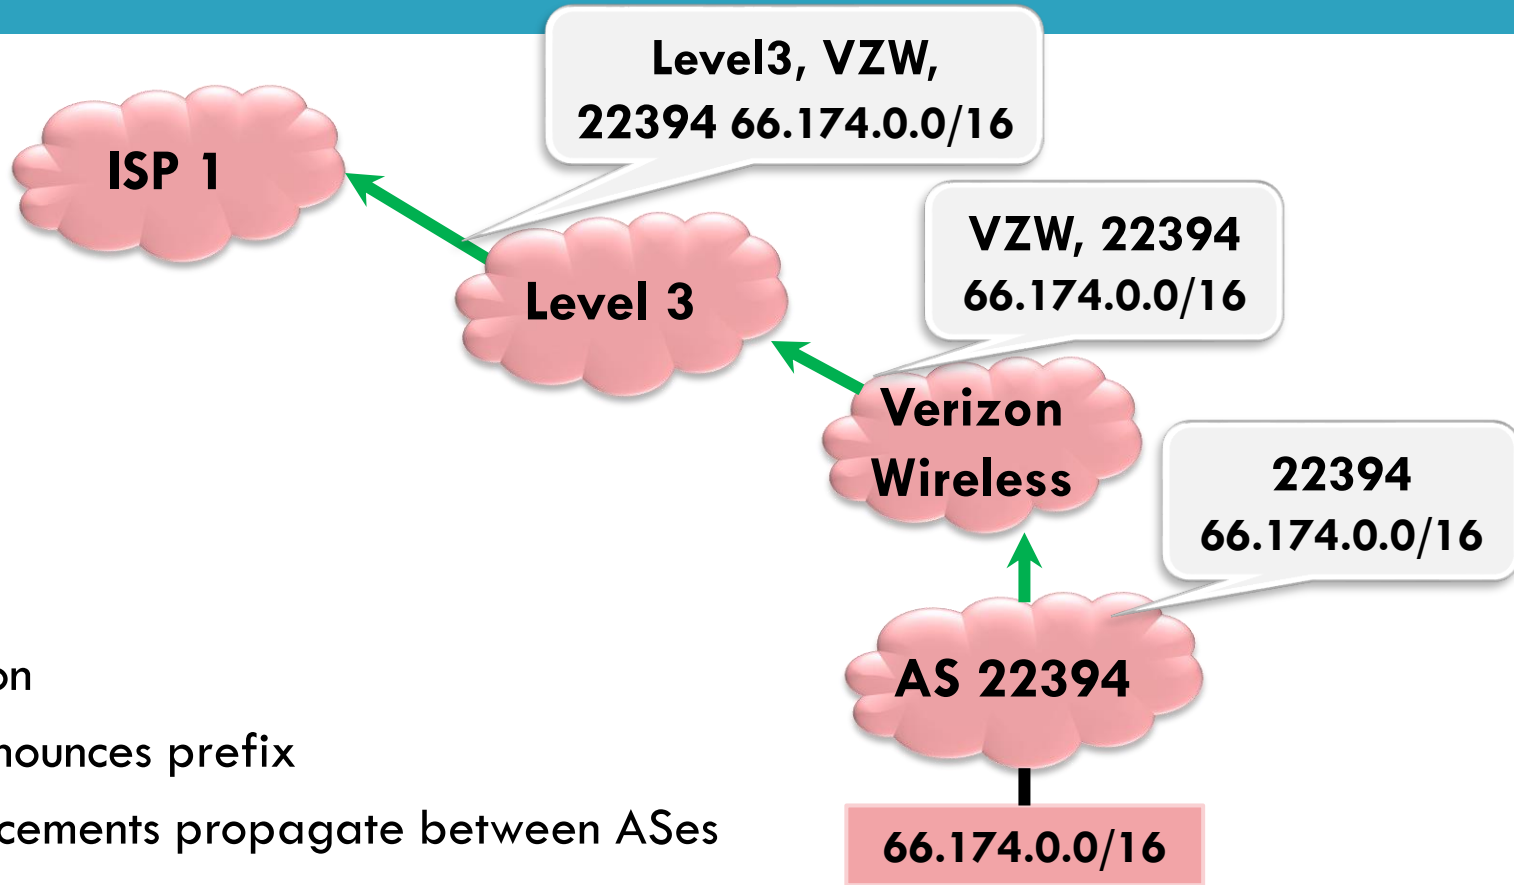 Level3, VZW,
22394 66.174.0.0/16
ISP 1
VZW, 22394
66.174.0.0/16
Level 3
Verizon
Wireless
22394
66.174.0.0/16
AS 22394
on
nounces prefix
cements propagate between ASes
66.174.0.0/16